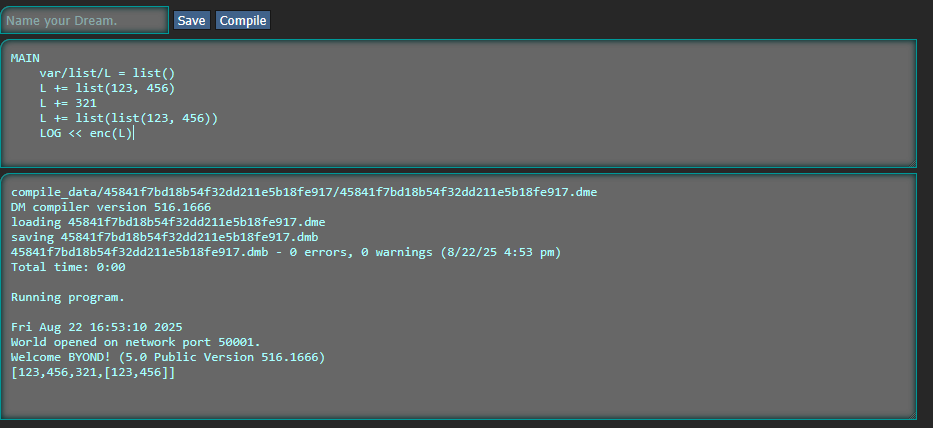 Name your Dream. Save Compile
MAIN
    var/list/L = list()
    L += list(123, 456)
    L += 321
    L += list(list(123, 456))
    LOG << enc(L)
compile_data/45841f7bd18b54f32dd211e5b18fe917/45841f7bd18b54f32dd211e5b18fe917.dme
DM compiler version 516.1666
loading 45841f7bd18b54f32dd211e5b18fe917.dme
saving 45841f7bd18b54f32dd211e5b18fe917.dmb
45841f7bd18b54f32dd211e5b18fe917.dmb - 0 errors, 0 warnings (8/22/25 4:53 pm)
Total time: 0:00
Running program.
Fri Aug 22 16:53:10 2025
World opened on network port 50001.
Welcome BYOND! (5.0 Public Version 516.1666)
[123,456,321,[123,456]]